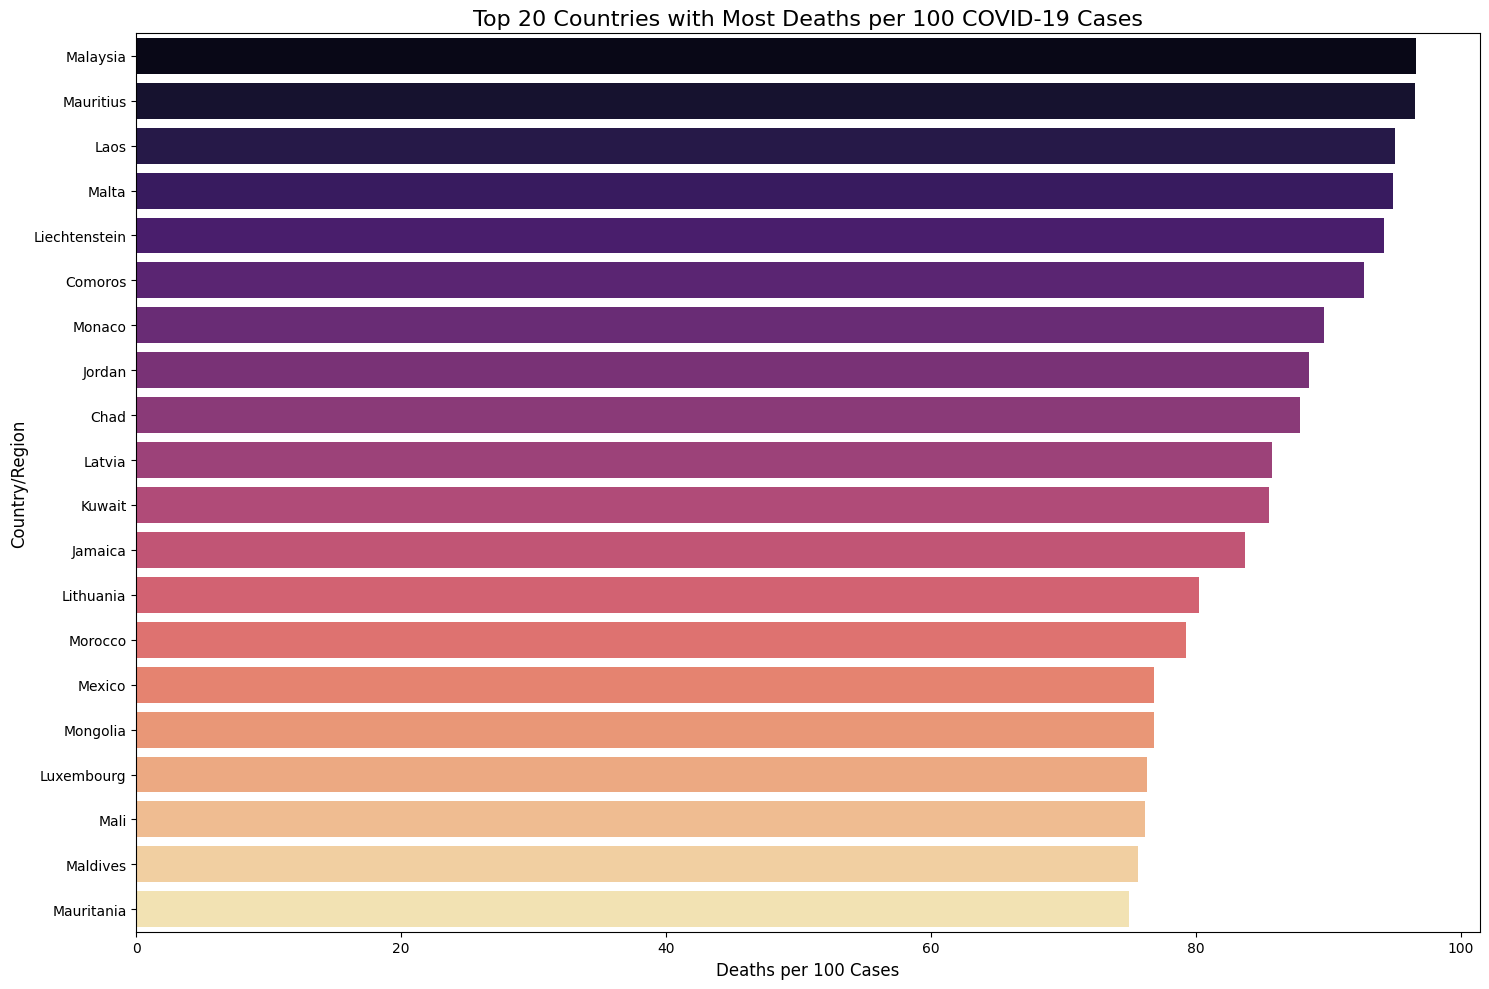 Top 20 Countries with Most Deaths per 100 COVID-19 Cases
Country/Region
Malaysia
Mauritius
Laos
Malta
Liechtenstein
Comoros
Monaco
Jordan
Chad
Latvia
Kuwait
Jamaica
Lithuania
Morocco
Mexico
Mongolia
Luxembourg
Mali
Maldives
Mauritania
0 20 40 60 80 100
Deaths per 100 Cases